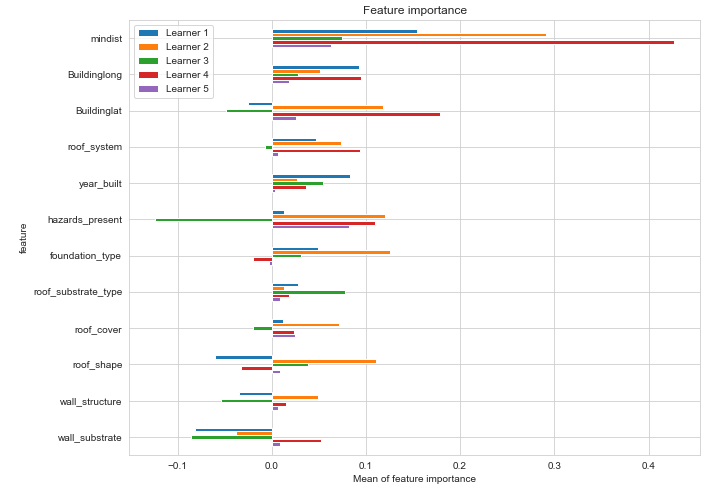 Feature importance
Learner 1
Learner 2
Learner 3
Learner 4
Learner 5
mindist
Buildinglong
Buildinglat
roof_system
year_built
hazards_present
foundation_type
roof_substrate_type
roof_cover
roof_shape
wall_structure
wall_substrate
feature
−0.1 0.0 0.1 0.2 0.3 0.4
Mean of feature importance